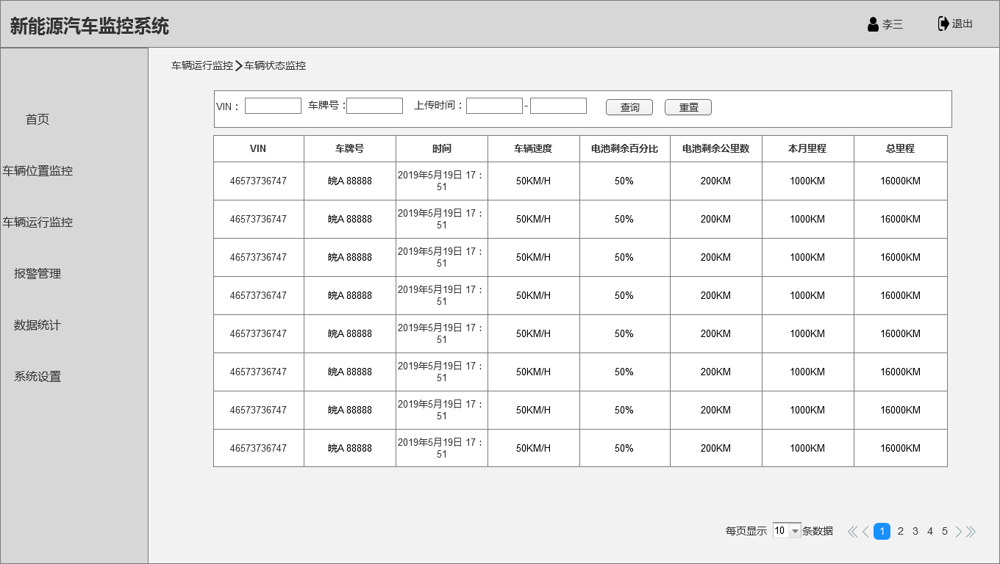 新能源汽车监控系统
李三 退出
车辆运行监控 车辆状态监控
首页
车辆位置监控
车辆运行监控
报警管理
数据统计
系统设置
VIN： 车牌号： 上传时间： - 查询 重置
VIN 车牌号 时间 车辆速度 电池剩余百分比 电池剩余公里数 本月里程 总里程
46573736747 皖A 88888 2019年5月19日 17：51 50KM/H 50% 200KM 1000KM 16000KM
46573736747 皖A 88888 2019年5月19日 17：51 50KM/H 50% 200KM 1000KM 16000KM
46573736747 皖A 88888 2019年5月19日 17：51 50KM/H 50% 200KM 1000KM 16000KM
46573736747 皖A 88888 2019年5月19日 17：51 50KM/H 50% 200KM 1000KM 16000KM
46573736747 皖A 88888 2019年5月19日 17：51 50KM/H 50% 200KM 1000KM 16000KM
46573736747 皖A 88888 2019年5月19日 17：51 50KM/H 50% 200KM 1000KM 16000KM
46573736747 皖A 88888 2019年5月19日 17：51 50KM/H 50% 200KM 1000KM 16000KM
46573736747 皖A 88888 2019年5月19日 17：51 50KM/H 50% 200KM 1000KM 16000KM
每页显示 10 条数据 1 2 3 4 5